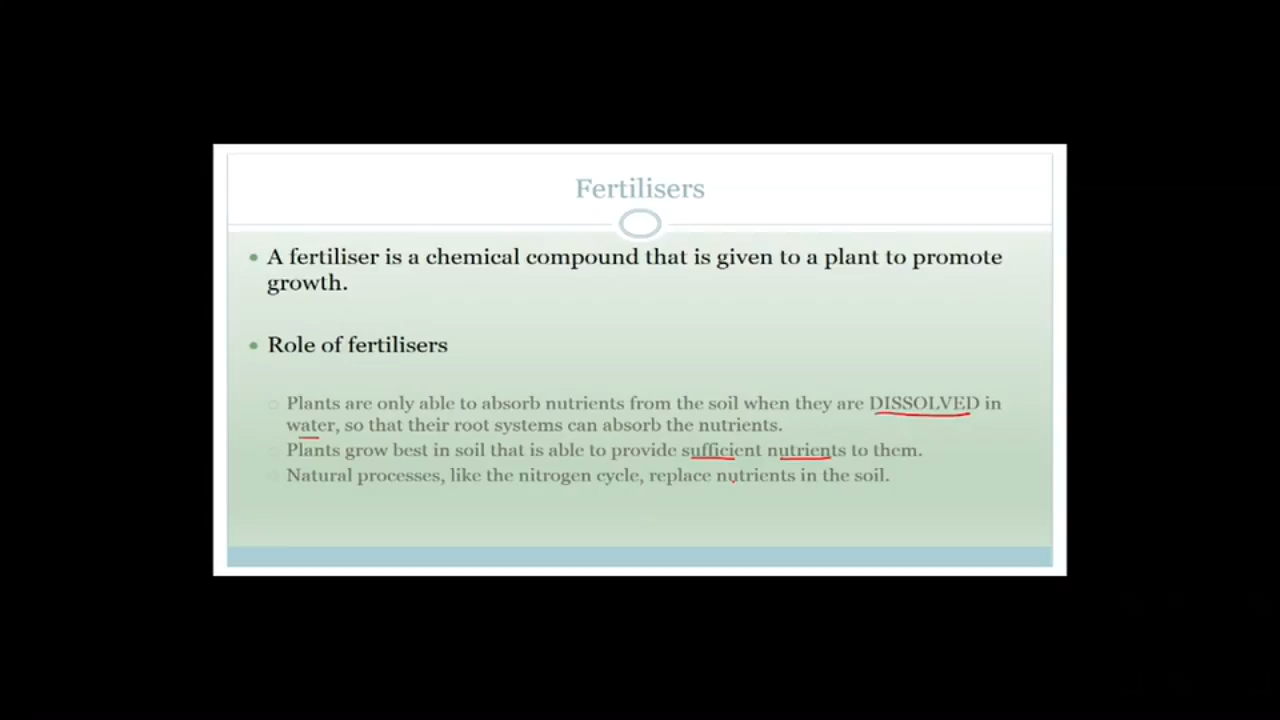 Fertilisers
• A fertiliser is a chemical compound that is given to a plant to promote
growth.
• Role of fertilisers
○ Plants are only able to absorb nutrients from the soil when they are DISSOLVED in
water, so that their root systems can absorb the nutrients.
○ Plants grow best in soil that is able to provide sufficient nutrients to them.
○ Natural processes, like the nitrogen cycle, replace nutrients in the soil.